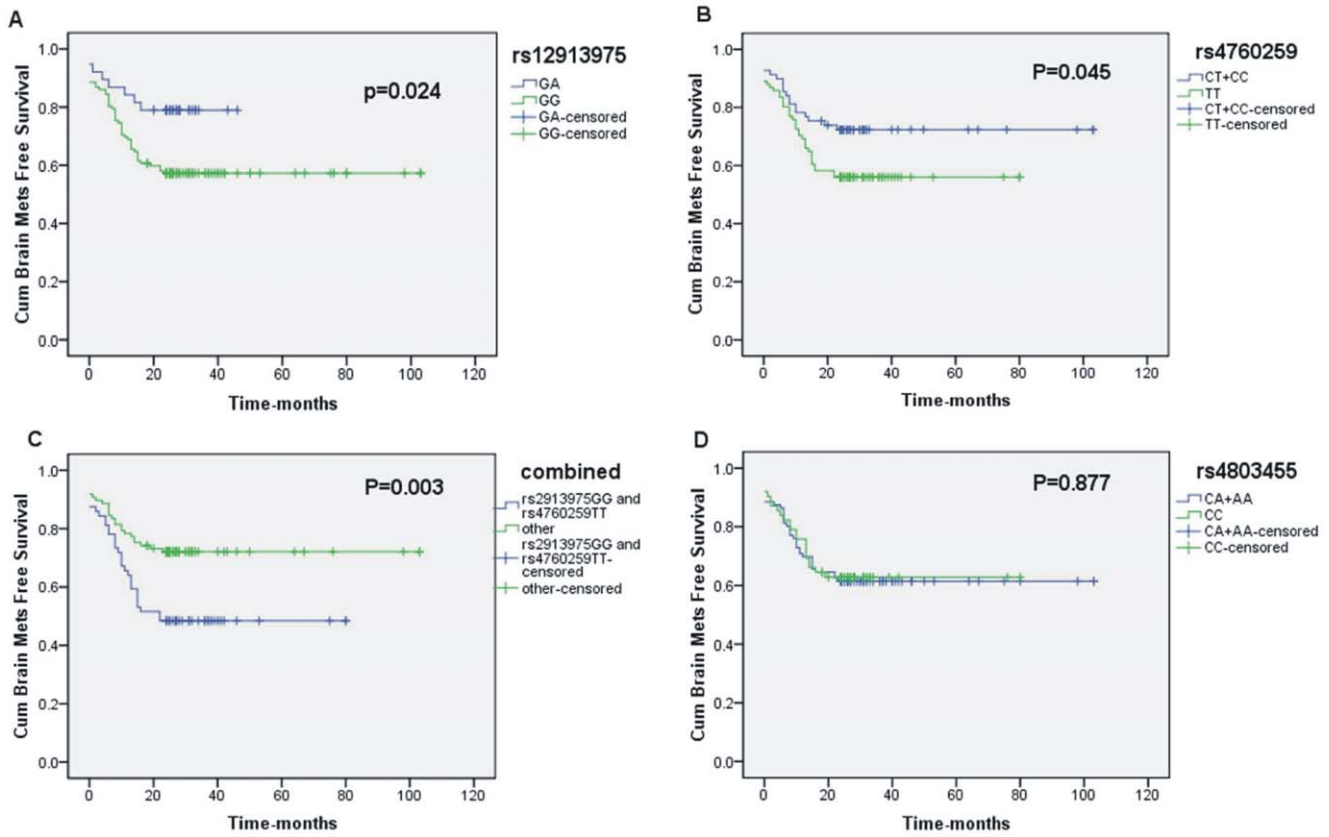 A
rs12913975
p=0.024
GA
GG
GA-censored
GG-censored
Cum Brain Mets Free Survival
1.0
0.8
0.6
0.4
0.2
0.0
0 20 40 60 80 100 120
Time-months
B
rs4760259
P=0.045
CT+CC
TT
CT+CC-censored
TT-censored
Cum Brain Mets Free Survival
1.0
0.8
0.6
0.4
0.2
0.0
0 20 40 60 80 100 120
Time-months
C
combined
P=0.003
rs2913975GG and
rs4760259TT
other
rs2913975GG and
rs4760259TT-
censored
other-censored
Cum Brain Mets Free Survival
1.0
0.8
0.6
0.4
0.2
0.0
0 20 40 60 80 100 120
Time-months
D
rs4803455
P=0.877
CA+AA
CC
CA+AA-censored
CC-censored
Cum Brain Mets Free Survival
1.0
0.8
0.6
0.4
0.2
0.0
0 20 40 60 80 100 120
Time-months